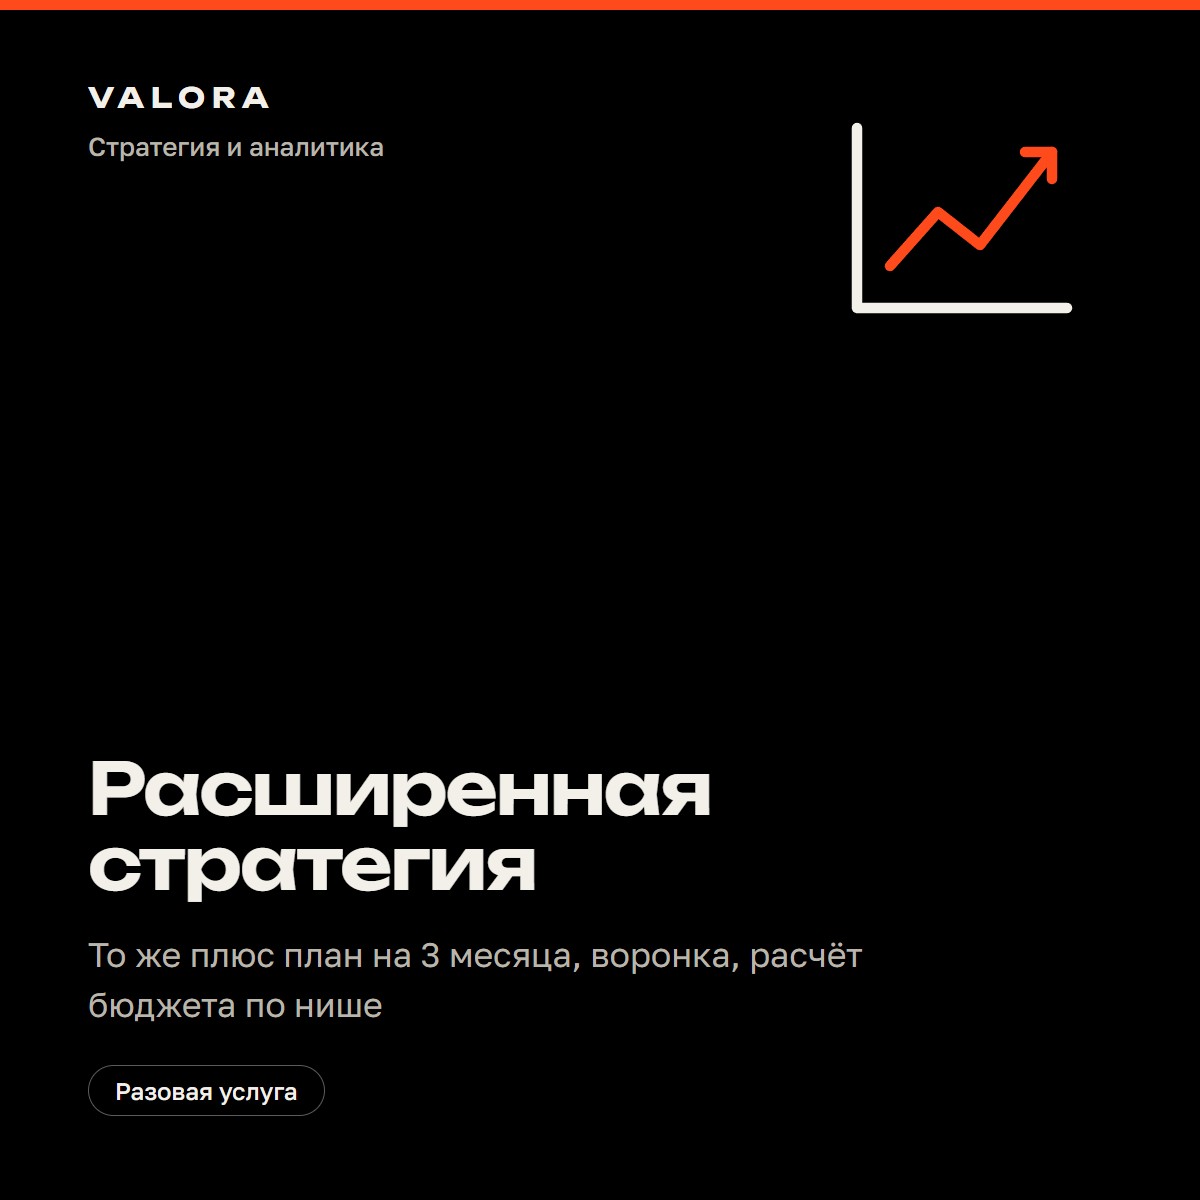 VALORA
Стратегия и аналитика
Расширенная
стратегия
То же плюс план на 3 месяца, воронка, расчёт
бюджета по нише
Разовая услуга